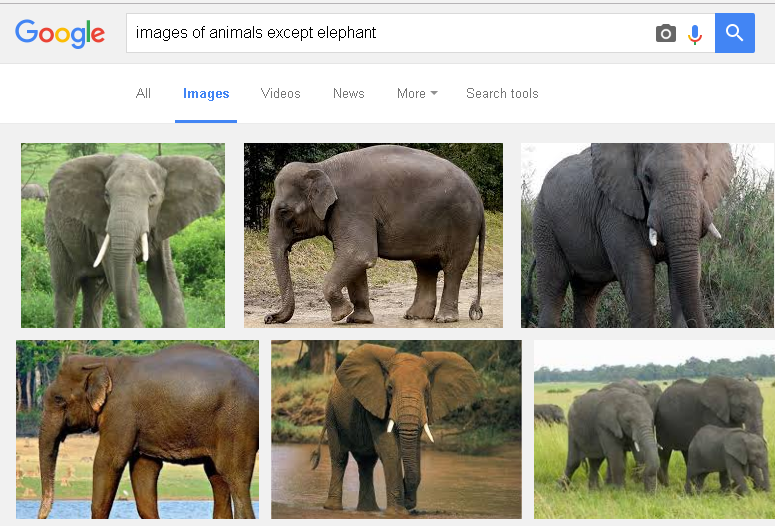 Google images of animals except elephant
All Images Videos News More Search tools